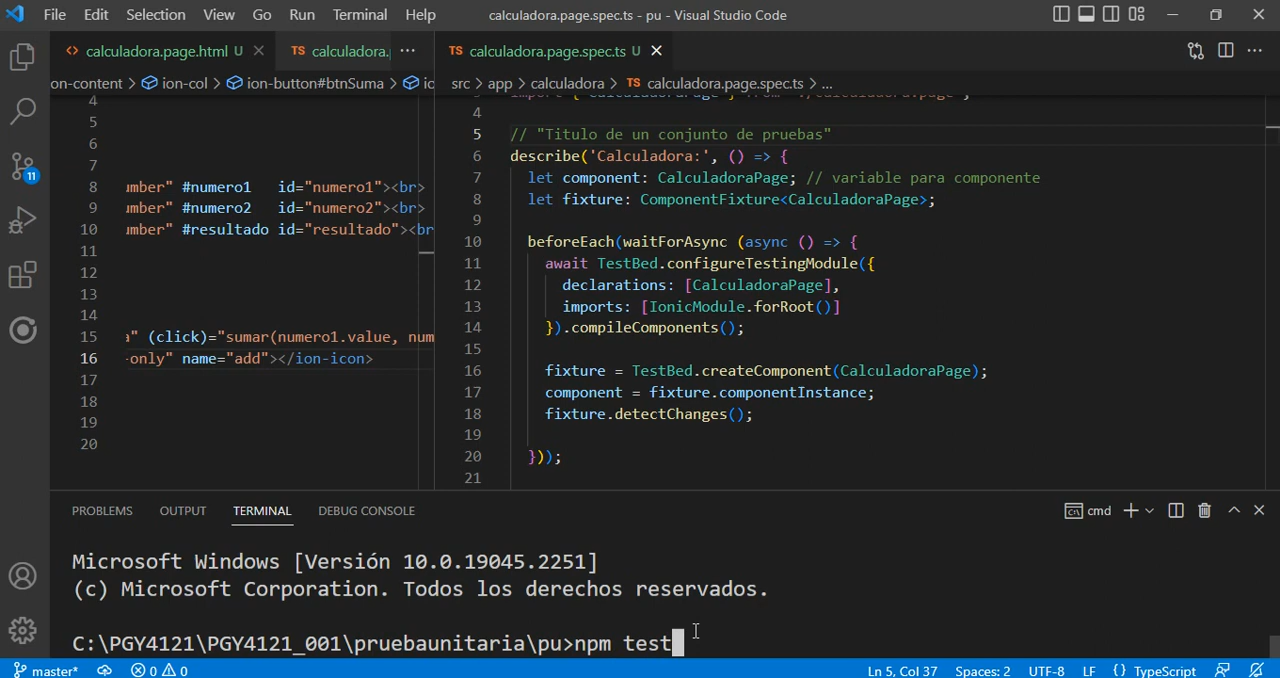 File Edit Selection View Go Run Terminal Help calculadora.page.spec.ts - pu - Visual Studio Code
<> calculadora.page.html U TS calculadora. ···
ion-content > ion-col > ion-button#btnSuma >
4
5
6
7
8 umber" #numero1 id="numero1"><br>
9 umber" #numero2 id="numero2"><br>
10 umber" #resultado id="resultado"><br
11
12
13
14
15 a" (click)="sumar(numero1.value, num
16 -only" name="add"></ion-icon>
17
18
19
20
TS calculadora.page.spec.ts U
src > app > calculadora > TS calculadora.page.spec.ts > ...
4
5 // "Titulo de un conjunto de pruebas"
6 describe('Calculadora:', () => {
7 let component: CalculadoraPage; // variable para componente
8 let fixture: ComponentFixture<CalculadoraPage>;
9
10 beforeEach(waitForAsync (async () => {
11 await TestBed.configureTestingModule({
12 declarations: [CalculadoraPage],
13 imports: [IonicModule.forRoot()]
14 }).compileComponents();
15
16 fixture = TestBed.createComponent(CalculadoraPage);
17 component = fixture.componentInstance;
18 fixture.detectChanges();
19
20 }));
21
11
PROBLEMS OUTPUT TERMINAL DEBUG CONSOLE cmd
Microsoft Windows [Versión 10.0.19045.2251]
(c) Microsoft Corporation. Todos los derechos reservados.
C:\PGY4121\PGY4121_001\pruebaunitaria\pu>npm test
master* 0 0 Ln 5, Col 37 Spaces: 2 UTF-8 LF {} TypeScript